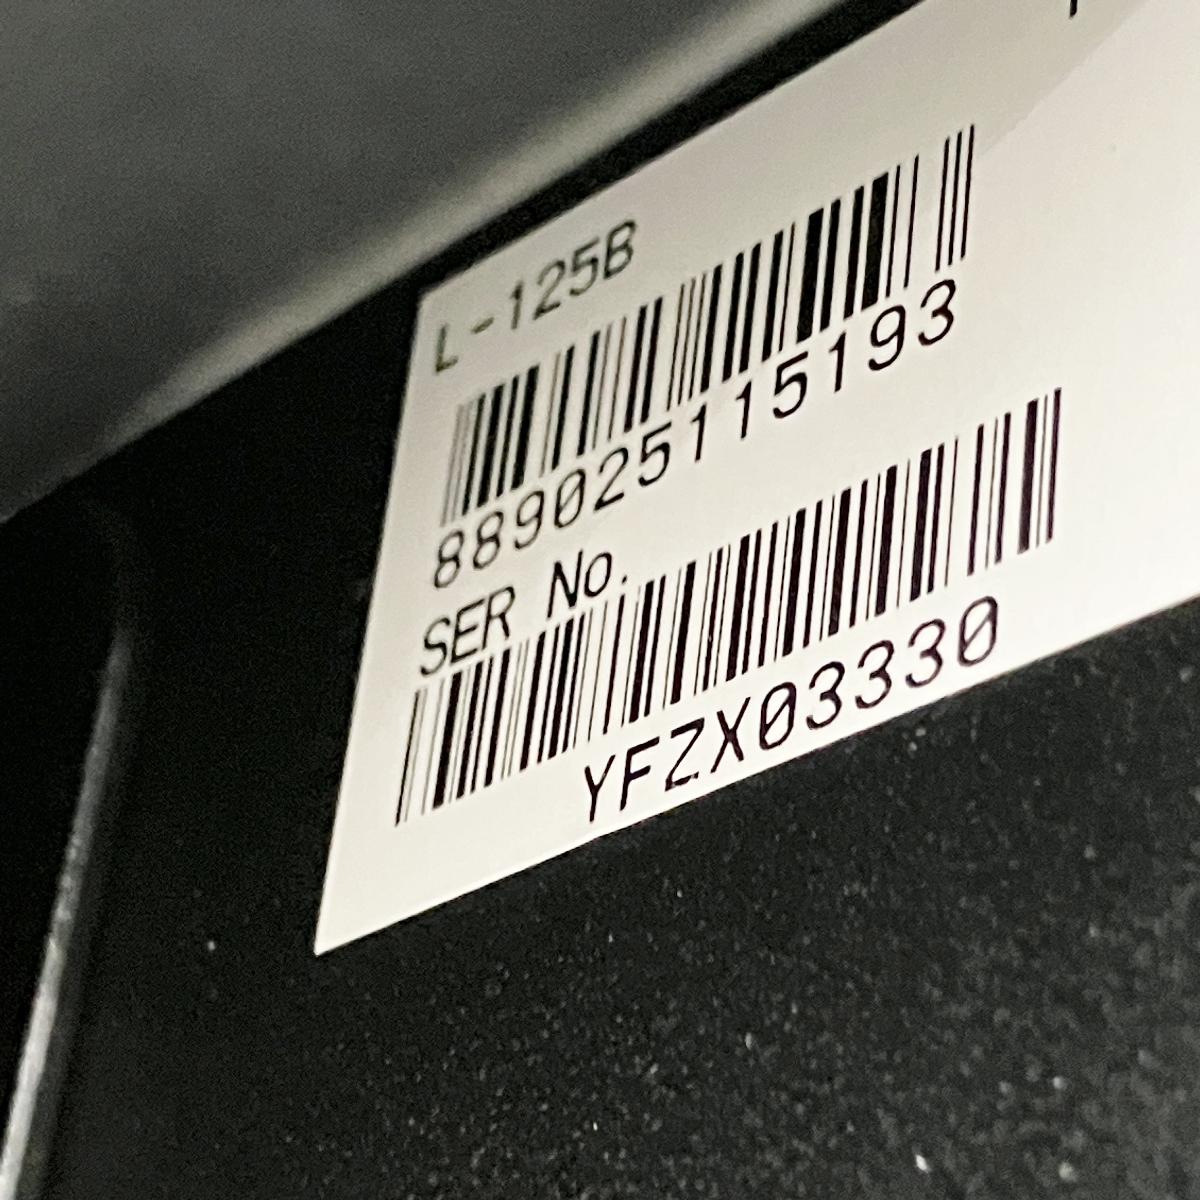 L-125B
889025115193
SER No.
YFZX03330